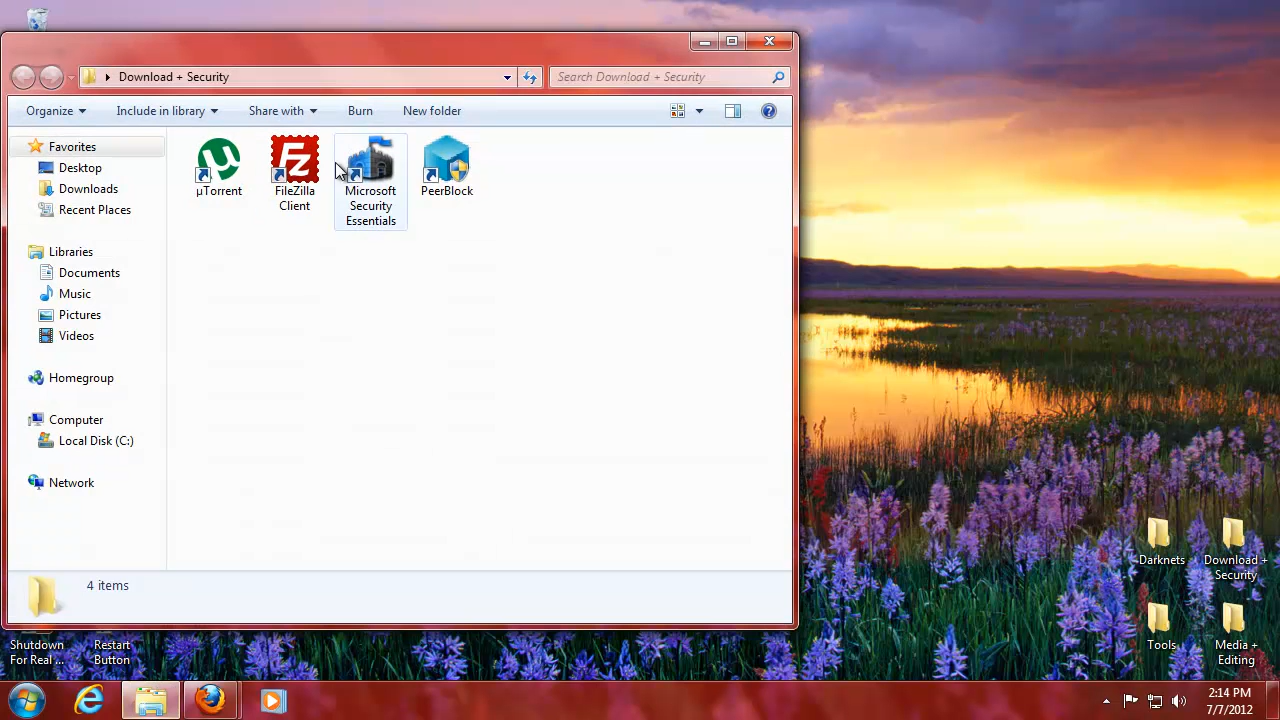 Download + Security
Search Download + Security
Organize
Include in library
Share with
Burn
New folder
Favorites
Desktop
Downloads
Recent Places
Libraries
Documents
Music
Pictures
Videos
Homegroup
Computer
Local Disk (C:)
Network
µTorrent
FileZilla
Client
Microsoft
Security
Essentials
PeerBlock
4 items
Darknets
Download +
Security
Tools
Media +
Editing
Shutdown
For Real ...
Restart
Button
2:14 PM
7/7/2012